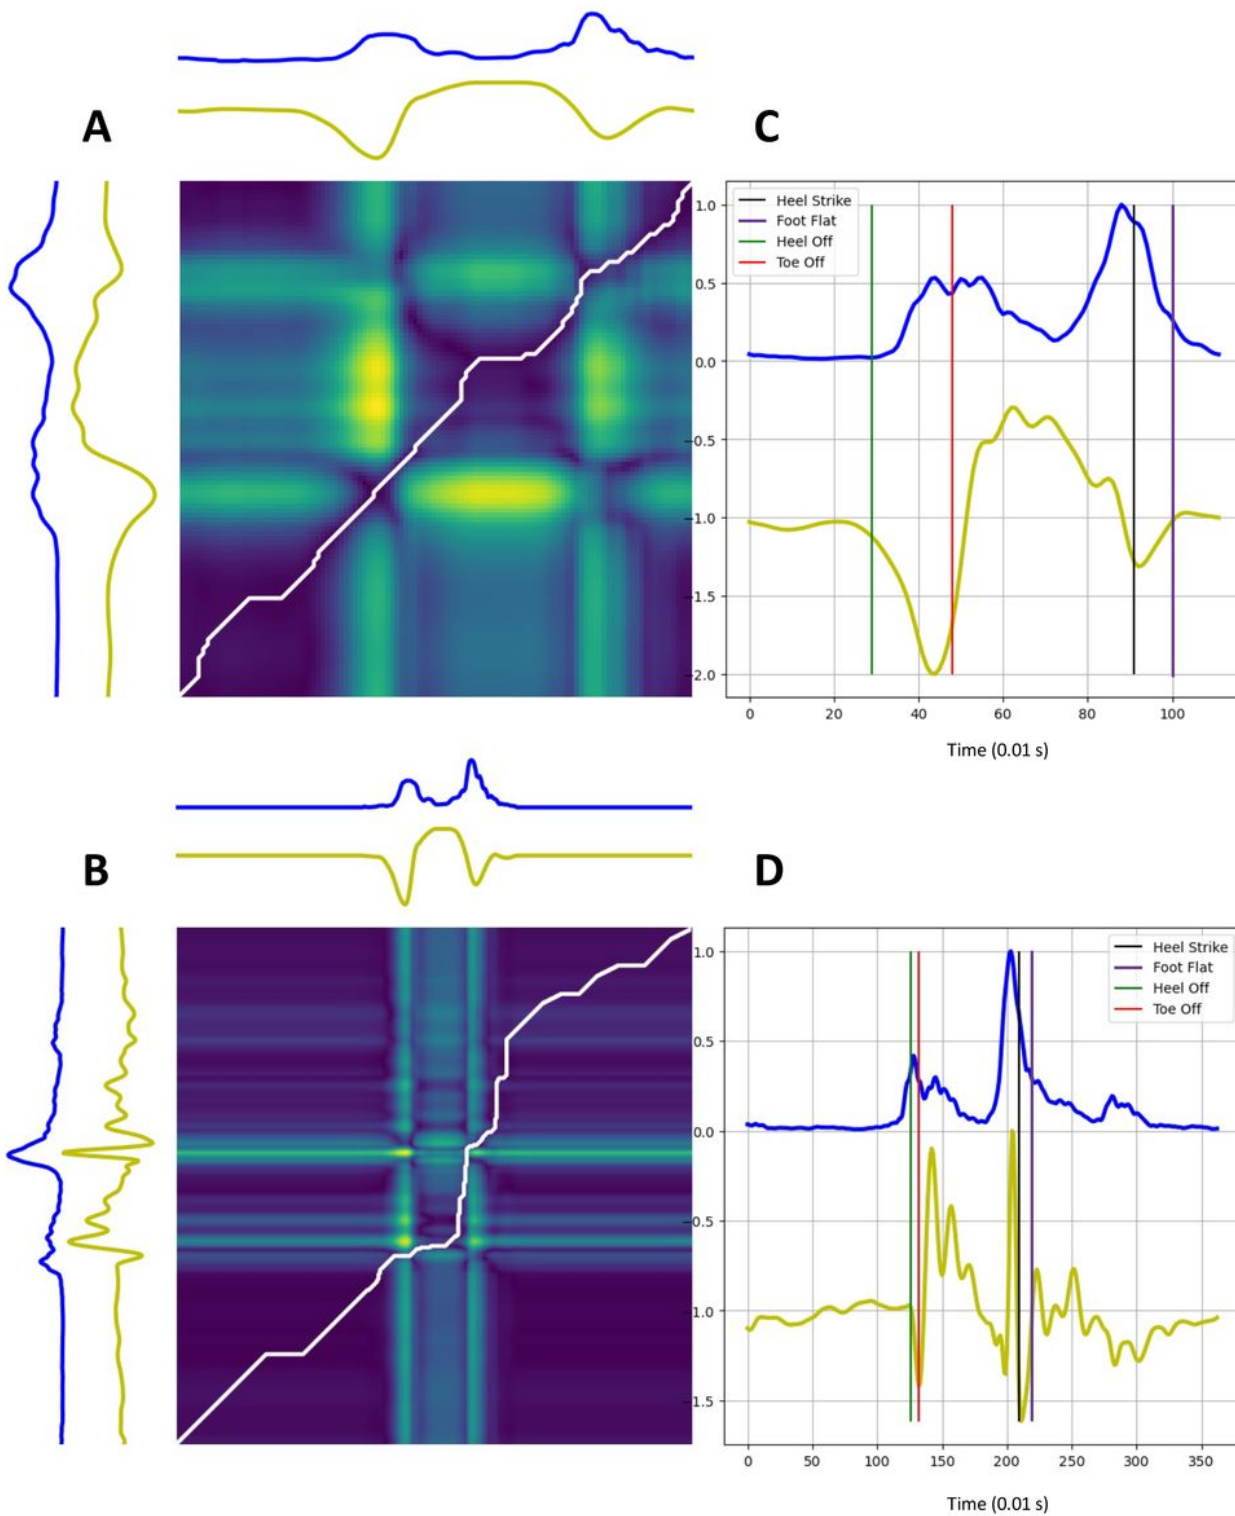 A
C
Heel Strike
Foot Flat
Heel Off
Toe Off
1.0
0.5
0.0
-0.5
-1.0
-1.5
-2.0
0 20 40 60 80 100
Time (0.01 s)
B
D
Heel Strike
Foot Flat
Heel Off
Toe Off
1.0
0.5
0.0
-0.5
-1.0
-1.5
0 50 100 150 200 250 300 350
Time (0.01 s)